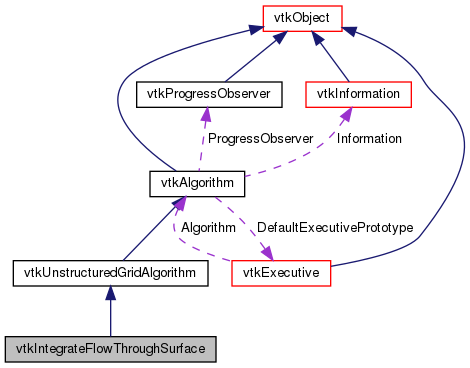 vtkObject
vtkProgressObserver
vtkInformation
ProgressObserver
Information
vtkAlgorithm
Algorithm
DefaultExecutivePrototype
vtkUnstructuredGridAlgorithm
vtkExecutive
vtkIntegrateFlowThroughSurface